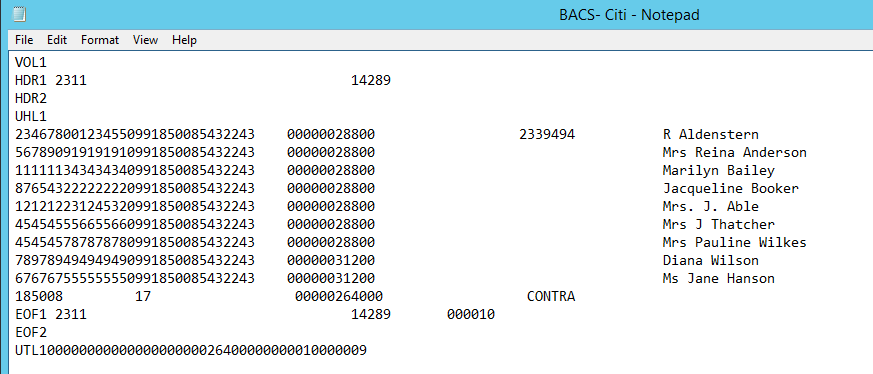 BACS- Citi - Notepad
File Edit Format View Help
VOL1
HDR1 2311 14289
HDR2
UHL1
234678001234550991850085432243 00000028800 2339494 R Aldenstern
567890919191910991850085432243 00000028800 Mrs Reina Anderson
111111343434340991850085432243 00000028800 Marilyn Bailey
876543222222220991850085432243 00000028800 Jacqueline Booker
121212231245320991850085432243 00000028800 Mrs. J. Able
454545556655660991850085432243 00000028800 Mrs J Thatcher
454545787878780991850085432243 00000028800 Mrs Pauline Wilkes
789789494949490991850085432243 00000031200 Diana Wilson
676767555555550991850085432243 00000031200 Ms Jane Hanson
185008 17 00000264000 CONTRA
EOF1 2311 14289 000010
EOF2
UTL10000000000000000000026400000000010000009